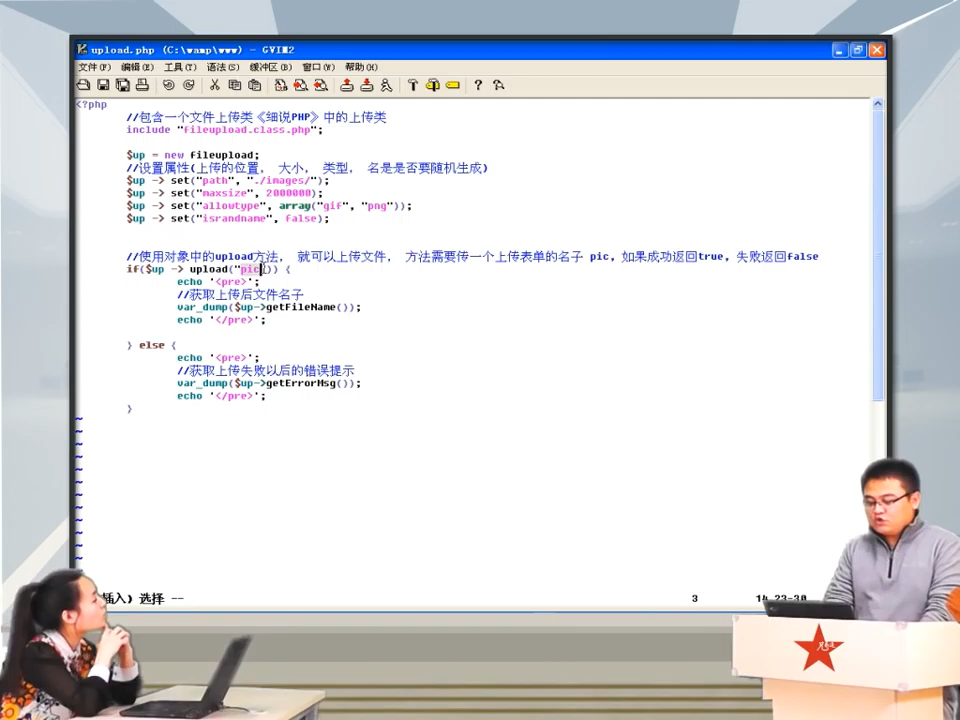 upload.php (C:\wamp\www) - GVIM2
文件(F) 编辑(E) 工具(T) 语法(S) 缓冲区(B) 窗口(W) 帮助(H)
<?php
//包含一个文件上传类《细说PHP》中的上传类
include "fileupload.class.php";
$up = new fileupload;
//设置属性(上传的位置， 大小， 类型， 名是是否要随机生成)
$up -> set("path", "./images/");
$up -> set("maxsize", 2000000);
$up -> set("allowtype", array("gif", "png"));
$up -> set("israndname", false);
//使用对象中的upload方法， 就可以上传文件， 方法需要传一个上传表单的名子 pic, 如果成功返回true, 失败返回false
if($up -> upload("pic")) {
echo '<pre>';
//获取上传后文件名子
var_dump($up->getFileName());
echo '</pre>';
} else {
echo '<pre>';
//获取上传失败以后的错误提示
var_dump($up->getErrorMsg());
echo '</pre>';
}
~
~
~
~
~
~
~
~
~
~
~
~
插入) 选择 --
3
14,23-30